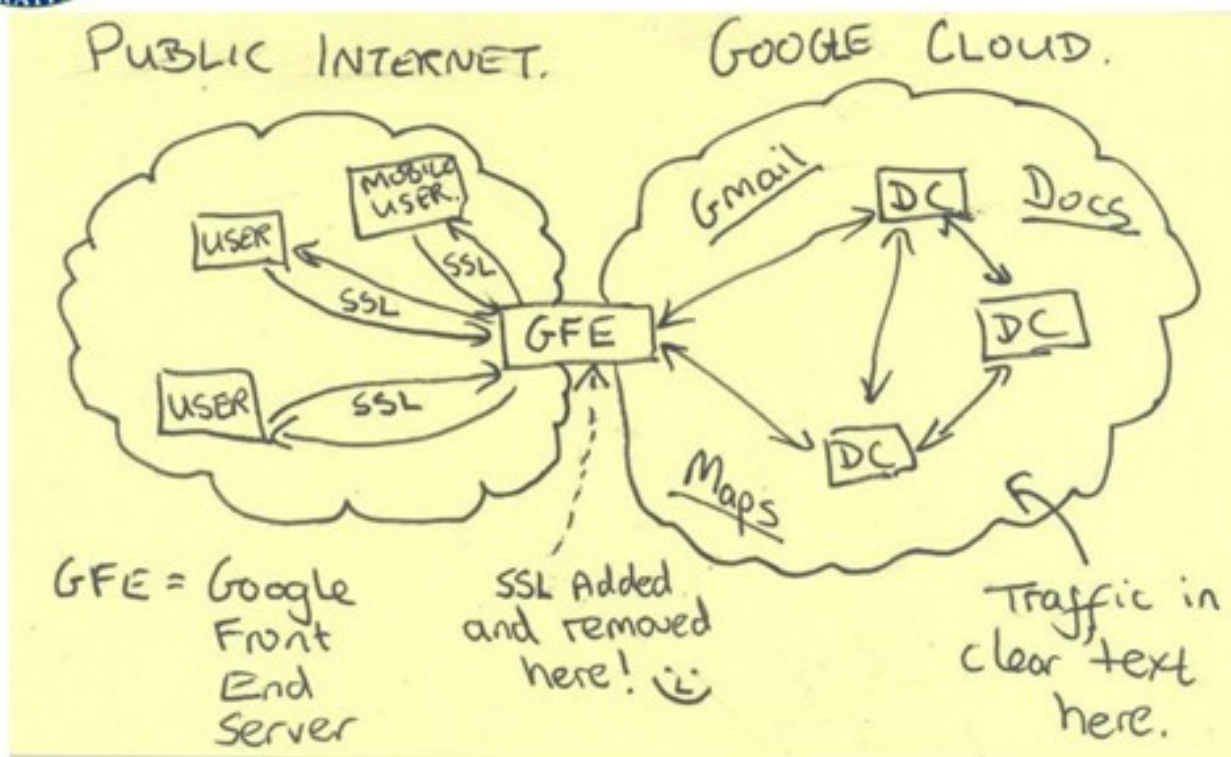 PUBLIC INTERNET.
GOOGLE CLOUD.
MOBILE
USER.
USER
SSL
SSL
USER
SSL
GFE
Gmail
DC
Docs
DC
DC
Maps
GFE = Google
Front
End
Server
SSL Added
and removed
here!
Traffic in
clear text
here.